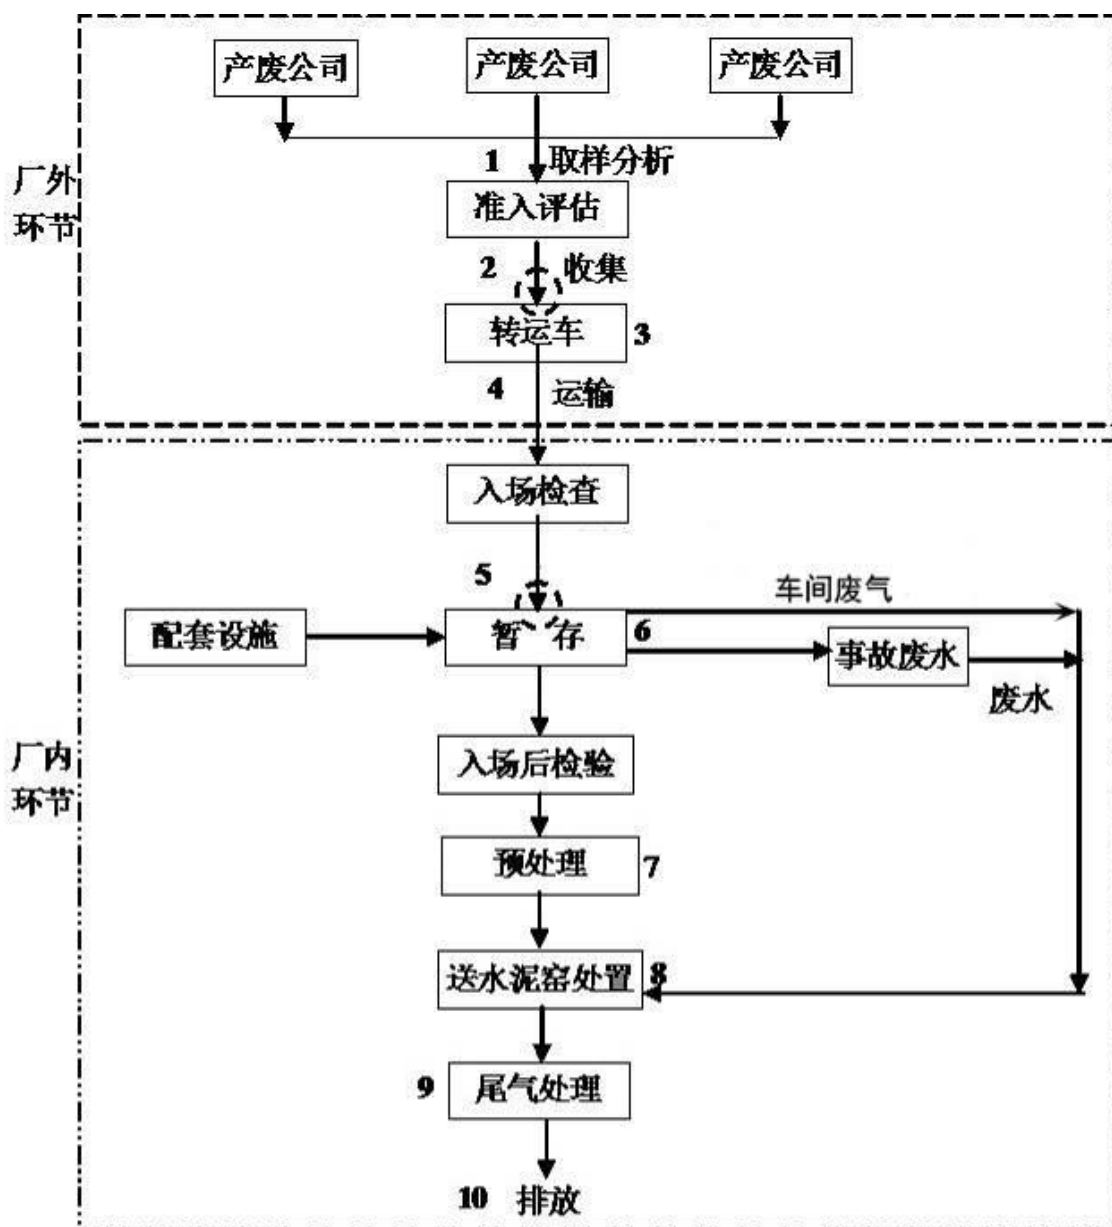 产废公司
产废公司
产废公司
1 取样分析
厂外
环节
准入评估
2 收集
转运车 3
4 运输
入场检查
5
车间废气
配套设施
暂 存 6
事故废水
废水
厂内
环节
入场后检验
预处理 7
送水泥窑处置 8
9 尾气处理
10 排放